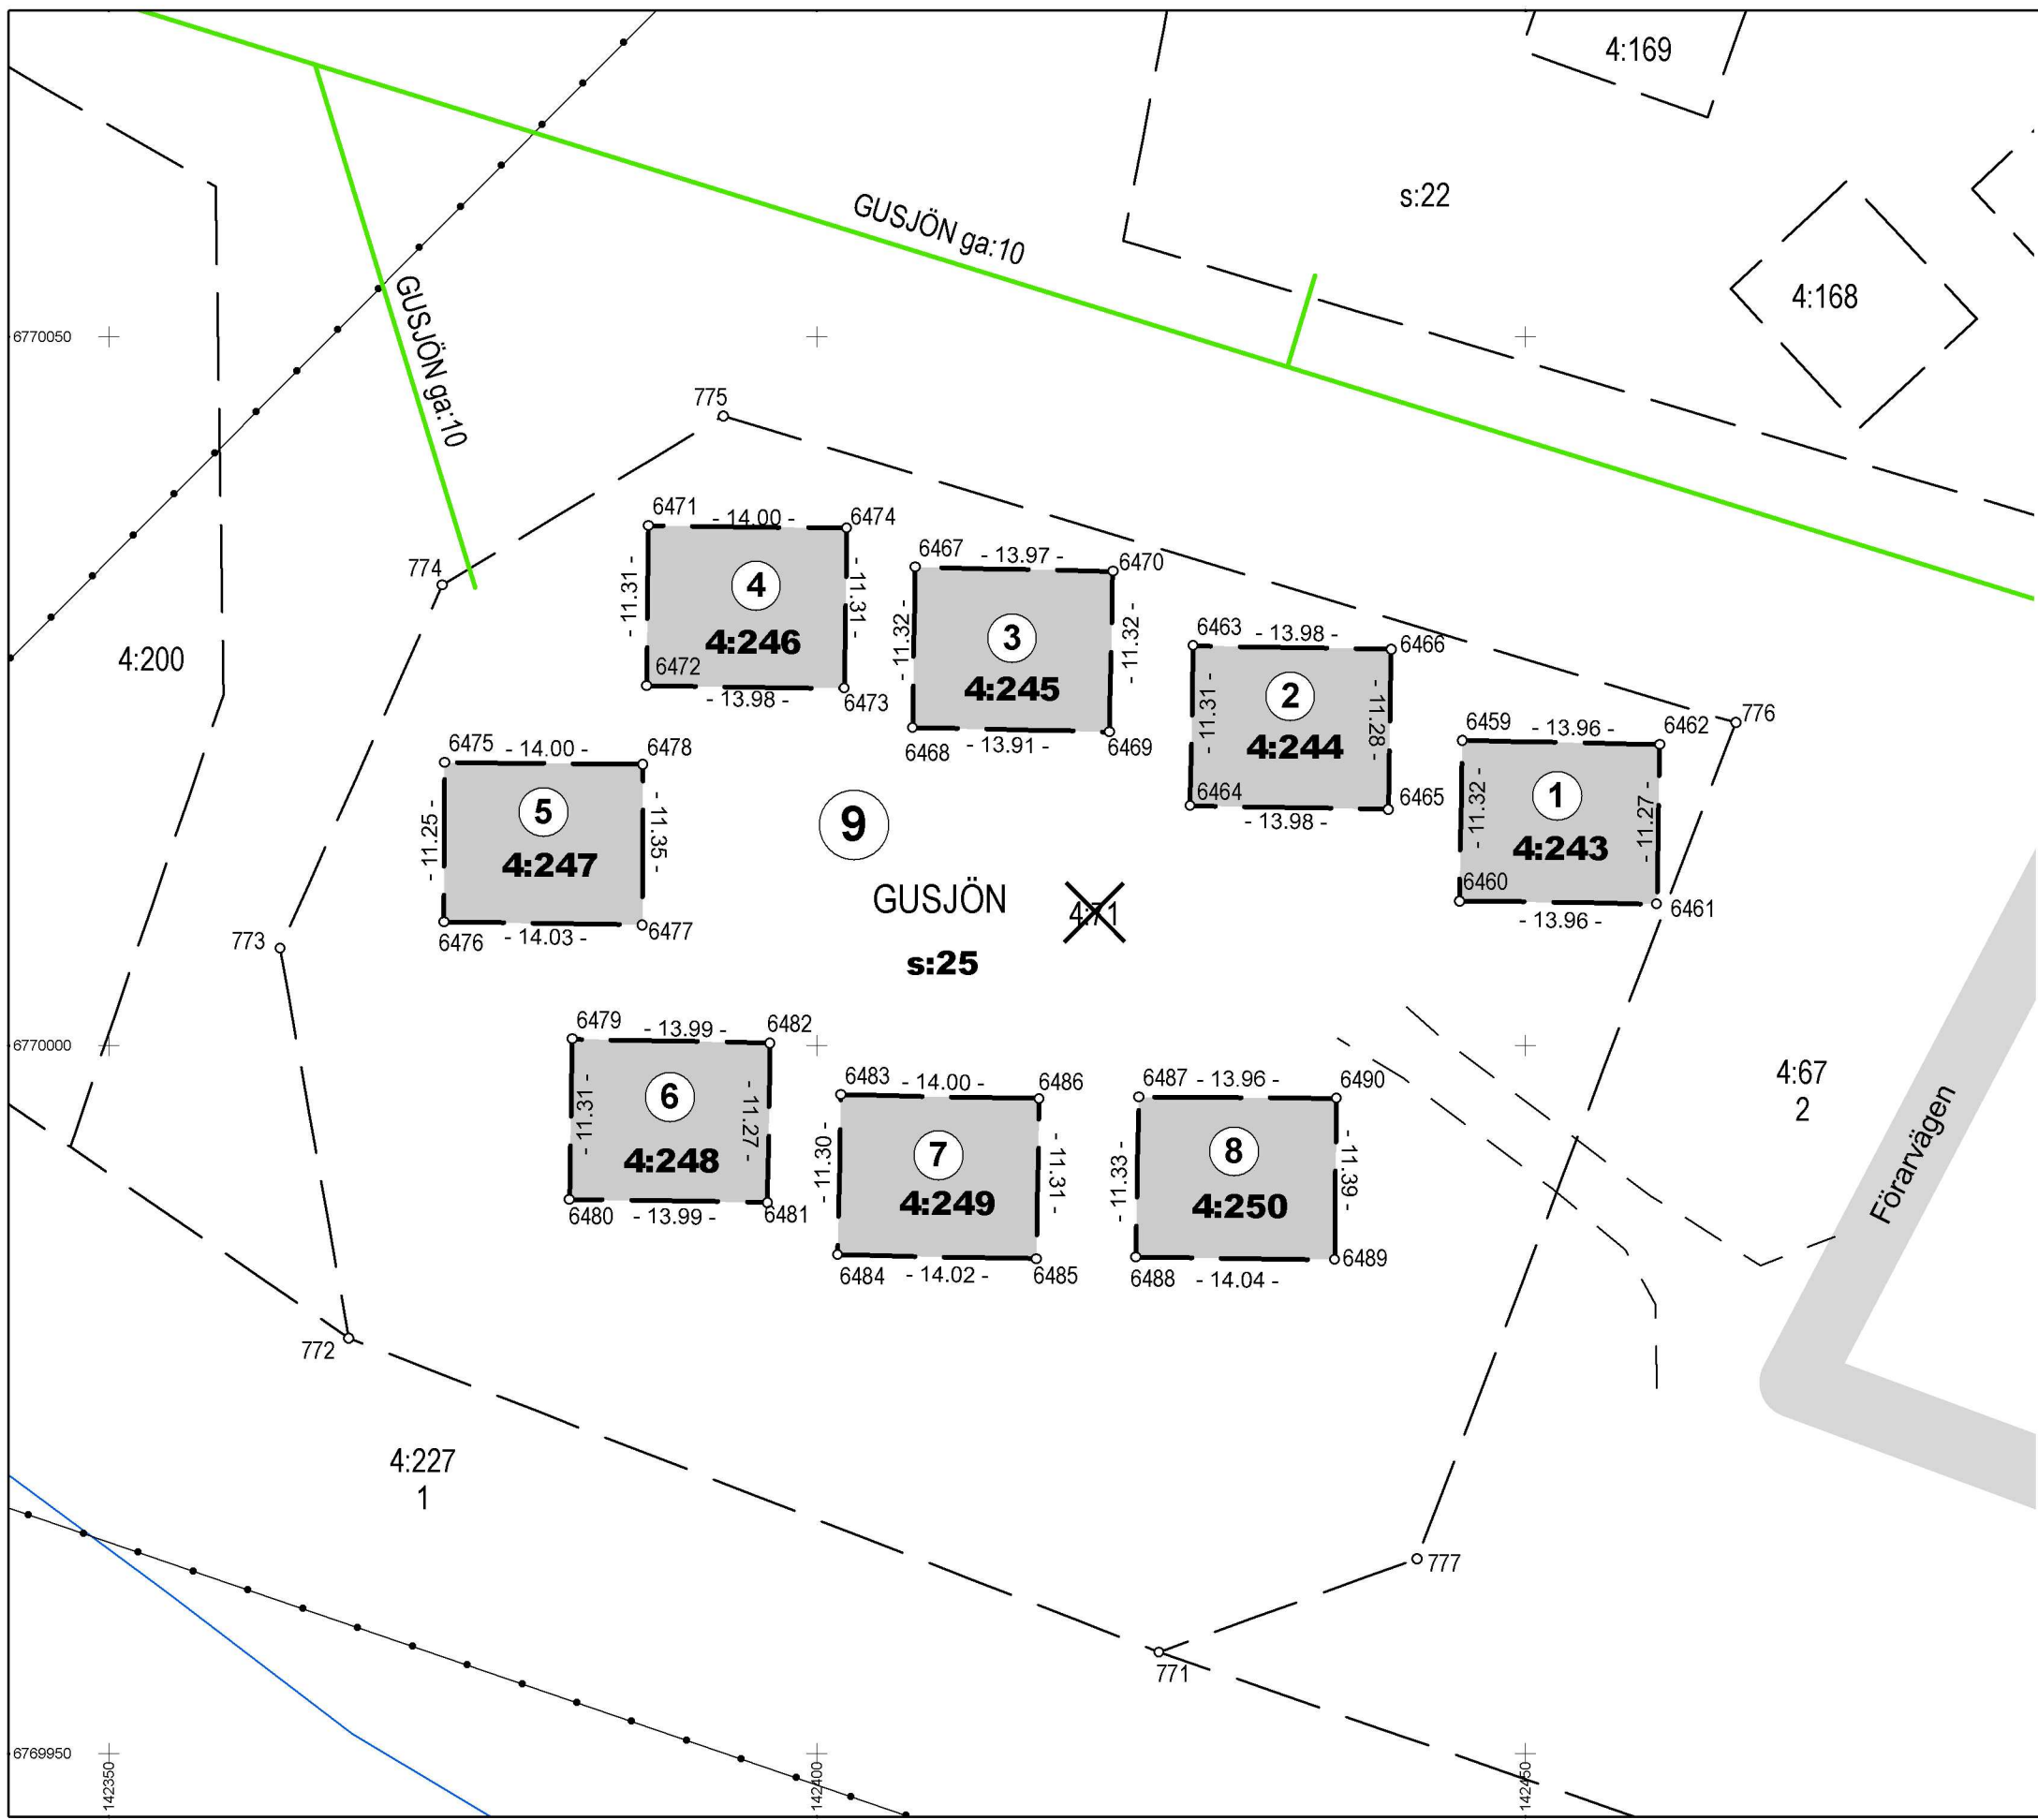 4:169
s:22
GUSJÖN ga:10
4:168
GUSJÖN ga:10
6770050
775
6471
- 14.00 -
6474
6467
- 13.97 -
6470
774
- 11.31 -
4
- 11.31 -
4:246
6472
- 13.98 -
6473
- 11.32 -
3
- 11.32 -
4:245
6468
- 13.91 -
6469
6463
- 13.98 -
6466
4:200
- 11.31 -
2
- 11.28 -
4:244
6464
- 13.98 -
6465
776
6459
- 13.96 -
6462
- 11.32 -
1
- 11.27 -
4:243
6460
- 13.96 -
6461
6475
- 14.00 -
6478
- 11.25 -
5
- 11.35 -
4:247
6476
- 14.03 -
6477
9
GUSJÖN
4:71
s:25
773
6479
- 13.99 -
6482
6770000
- 11.31 -
6
- 11.27 -
4:248
6480
- 13.99 -
6481
6483
- 14.00 -
6486
- 11.30 -
7
- 11.31 -
4:249
6484
- 14.02 -
6485
6487
- 13.96 -
6490
- 11.33 -
8
- 11.39 -
4:250
6488
- 14.04 -
6489
4:67
2
Förarvägen
772
4:227
1
777
771
6769950
142350
142400
142450